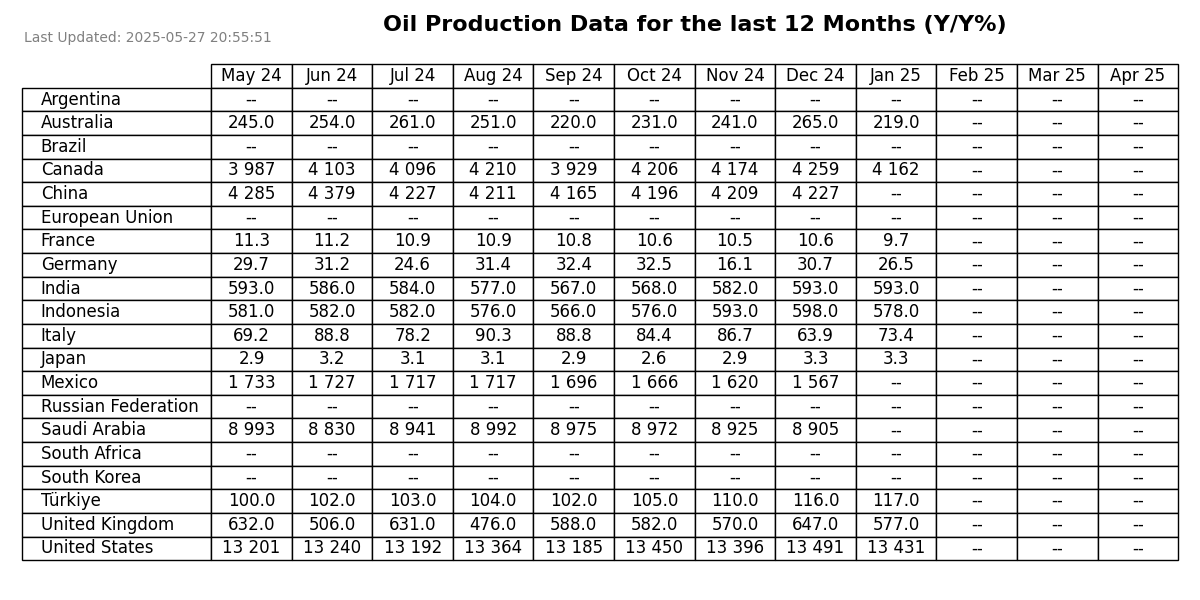 Oil Production Data for the last 12 Months (Y/Y%)
Last Updated: 2025-05-27 20:55:51
May 24 Jun 24 Jul 24 Aug 24 Sep 24 Oct 24 Nov 24 Dec 24 Jan 25 Feb 25 Mar 25 Apr 25
Argentina -- -- -- -- -- -- -- -- -- -- -- --
Australia 245.0 254.0 261.0 251.0 220.0 231.0 241.0 265.0 219.0 -- -- --
Brazil -- -- -- -- -- -- -- -- -- -- -- --
Canada 3 987 4 103 4 096 4 210 3 929 4 206 4 174 4 259 4 162 -- -- --
China 4 285 4 379 4 227 4 211 4 165 4 196 4 209 4 227 -- -- -- --
European Union -- -- -- -- -- -- -- -- -- -- -- --
France 11.3 11.2 10.9 10.9 10.8 10.6 10.5 10.6 9.7 -- -- --
Germany 29.7 31.2 24.6 31.4 32.4 32.5 16.1 30.7 26.5 -- -- --
India 593.0 586.0 584.0 577.0 567.0 568.0 582.0 593.0 593.0 -- -- --
Indonesia 581.0 582.0 582.0 576.0 566.0 576.0 593.0 598.0 578.0 -- -- --
Italy 69.2 88.8 78.2 90.3 88.8 84.4 86.7 63.9 73.4 -- -- --
Japan 2.9 3.2 3.1 3.1 2.9 2.6 2.9 3.3 3.3 -- -- --
Mexico 1 733 1 727 1 717 1 717 1 696 1 666 1 620 1 567 -- -- -- --
Russian Federation -- -- -- -- -- -- -- -- -- -- -- --
Saudi Arabia 8 993 8 830 8 941 8 992 8 975 8 972 8 925 8 905 -- -- -- --
South Africa -- -- -- -- -- -- -- -- -- -- -- --
South Korea -- -- -- -- -- -- -- -- -- -- -- --
Türkiye 100.0 102.0 103.0 104.0 102.0 105.0 110.0 116.0 117.0 -- -- --
United Kingdom 632.0 506.0 631.0 476.0 588.0 582.0 570.0 647.0 577.0 -- -- --
United States 13 201 13 240 13 192 13 364 13 185 13 450 13 396 13 491 13 431 -- -- --